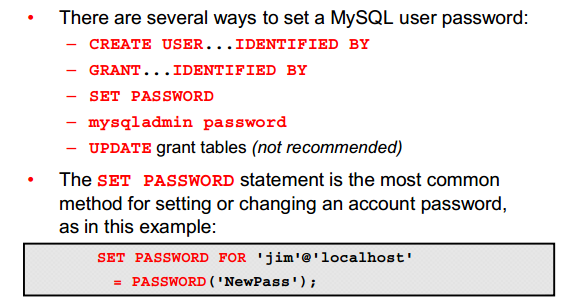 • There are several ways to set a MySQL user password:
– CREATE USER...IDENTIFIED BY
– GRANT...IDENTIFIED BY
– SET PASSWORD
– mysqladmin password
– UPDATE grant tables (not recommended)
• The SET PASSWORD statement is the most common
method for setting or changing an account password,
as in this example:
SET PASSWORD FOR 'jim'@'localhost'
= PASSWORD('NewPass');